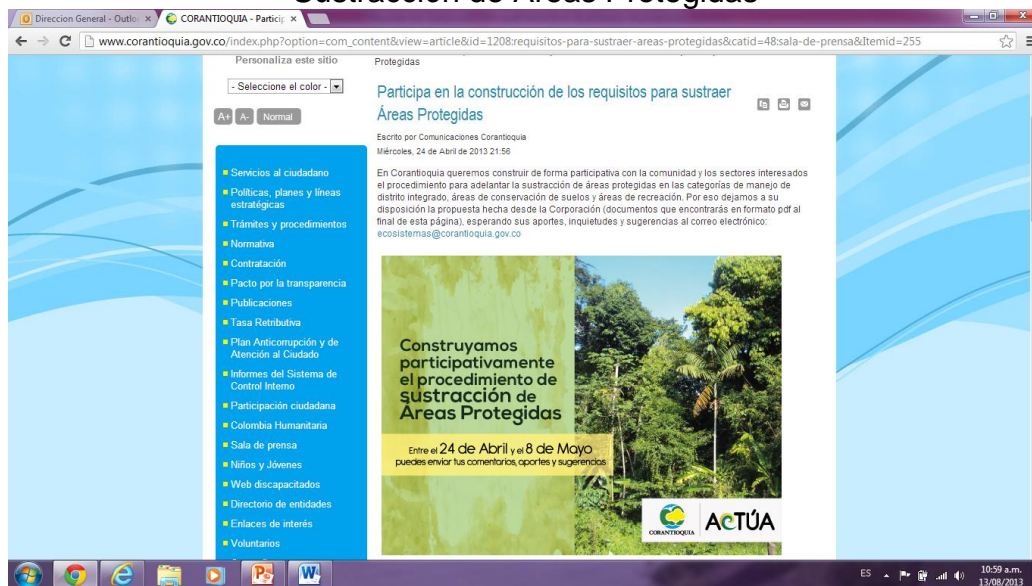 Sustracción de Áreas Protegidas
Direccion General - Outlo
CORANTIOQUIA - Particip
www.corantioquia.gov.co/index.php?option=com_content&view=article&id=1208:requisitos-para-sustraer-areas-protegidas&catid=48:sala-de-prensa&Itemid=255
Personaliza este sitio
- Seleccione el color -
A+ A- Normal
Servicios al ciudadano
Políticas, planes y líneas
estratégicas
Trámites y procedimientos
Normativa
Contratación
Pacto por la transparencia
Publicaciones
Tasa Retributiva
Plan Anticorrupción y de
Atención al Ciudado
Informes del Sistema de
Control Interno
Participación ciudadana
Colombia Humanitaria
Sala de prensa
Niños y Jóvenes
Web discapacitados
Directorio de entidades
Enlaces de interés
Voluntarios
Protegidas
Participa en la construcción de los requisitos para sustraer
Áreas Protegidas
Escrito por Comunicaciones Corantioquia
Miércoles, 24 de Abril de 2013 21:56
En Corantioquia queremos construir de forma participativa con la comunidad y los sectores interesados
el procedimiento para adelantar la sustracción de áreas protegidas en las categorías de manejo de
distrito integrado, áreas de conservación de suelos y áreas de recreación. Por eso dejamos a su
disposición la propuesta hecha desde la Corporación (documentos que encontrarás en formato pdf al
final de esta página), esperando sus aportes, inquietudes y sugerencias al correo electrónico:
ecosistemas@corantioquia.gov.co
Construyamos
participativamente
el procedimiento de
sustracción de
Áreas Protegidas
Entre el 24 de Abril y el 8 de Mayo
puedes enviar tus comentarios, aportes y sugerencias
CORANTIOQUIA
ACTÚA
ES
10:59 a.m.
13/08/2013